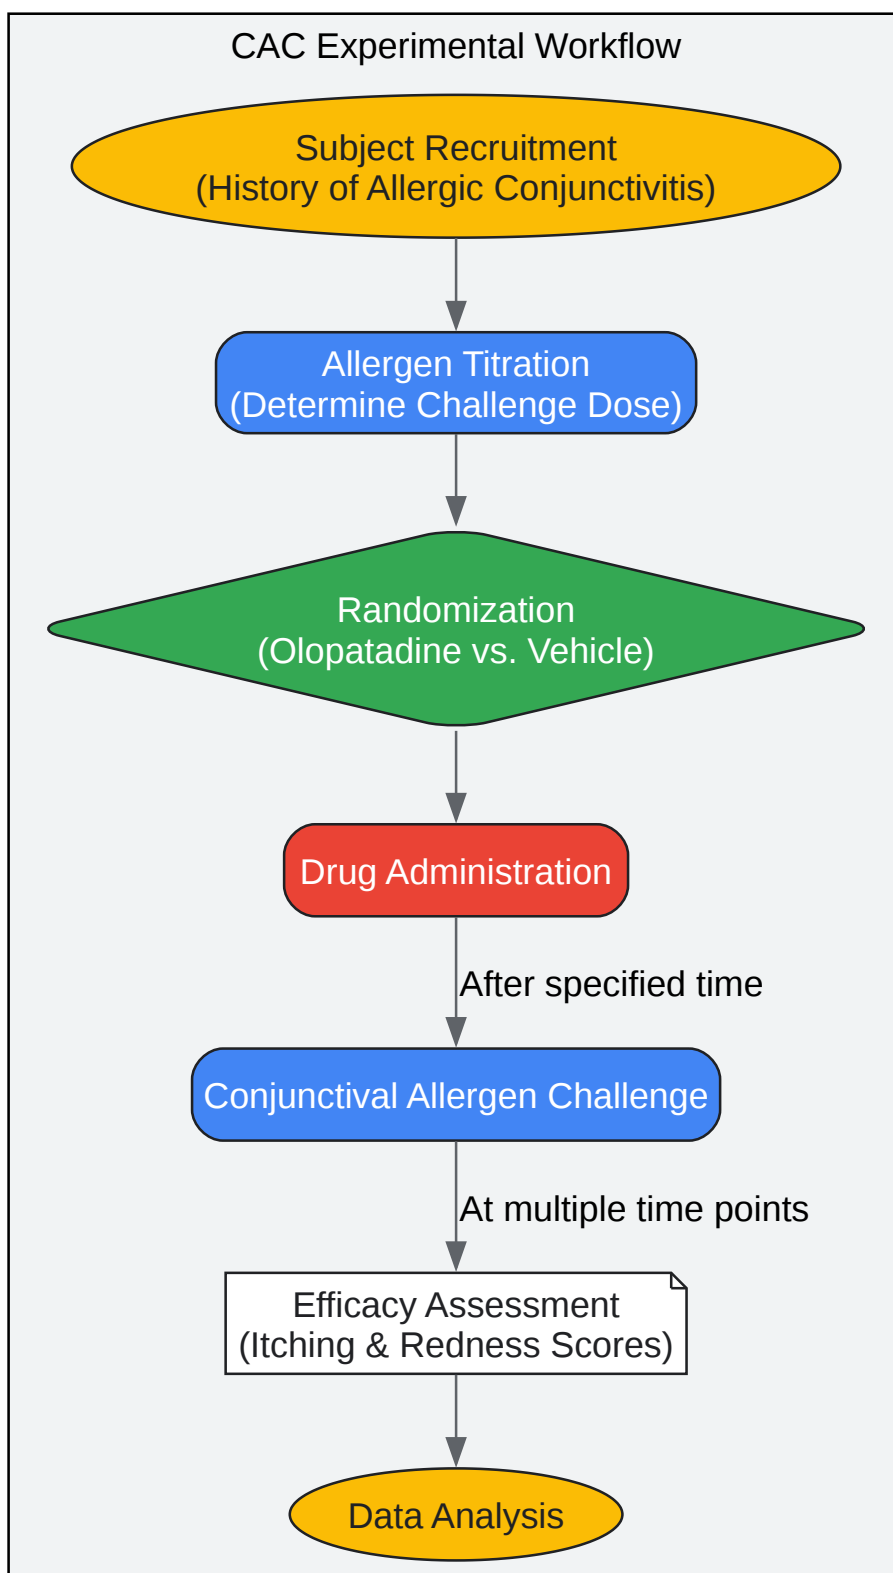 CAC Experimental Workflow
Subject Recruitment
(History of Allergic Conjunctivitis)
Allergen Titration
(Determine Challenge Dose)
Randomization
(Olopatadine vs. Vehicle)
Drug Administration
After specified time
Conjunctival Allergen Challenge
At multiple time points
Efficacy Assessment
(Itching & Redness Scores)
Data Analysis